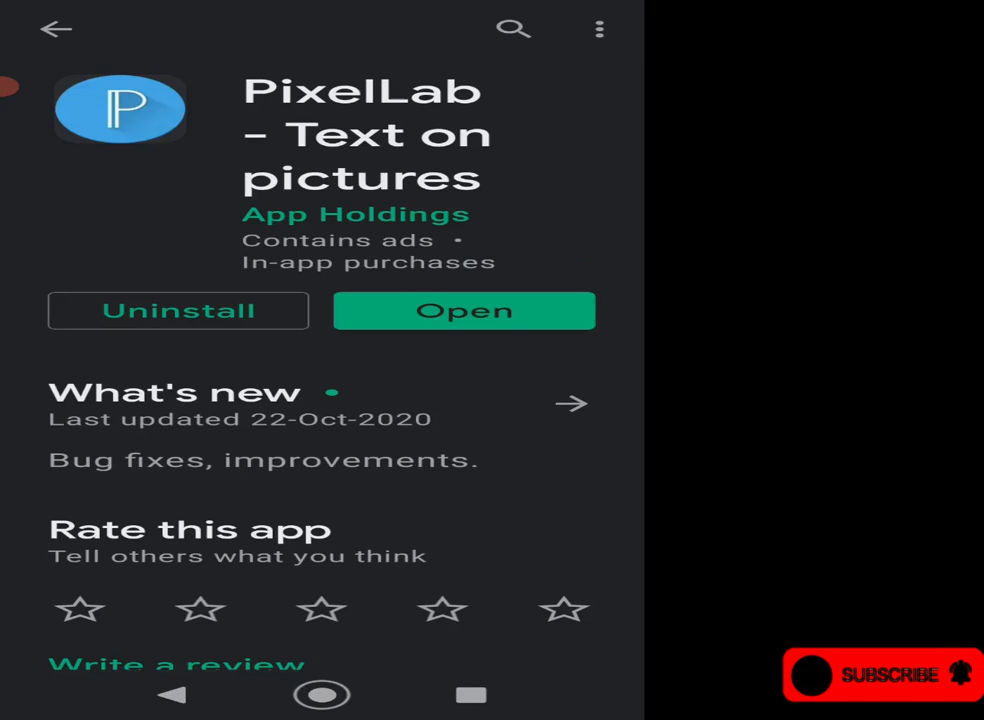 PixelLab
- Text on
pictures
App Holdings
Contains ads •
In-app purchases
Uninstall
Open
What's new •
Last updated 22-Oct-2020
Bug fixes, improvements.
Rate this app
Tell others what you think
Write a review
SUBSCRIBE